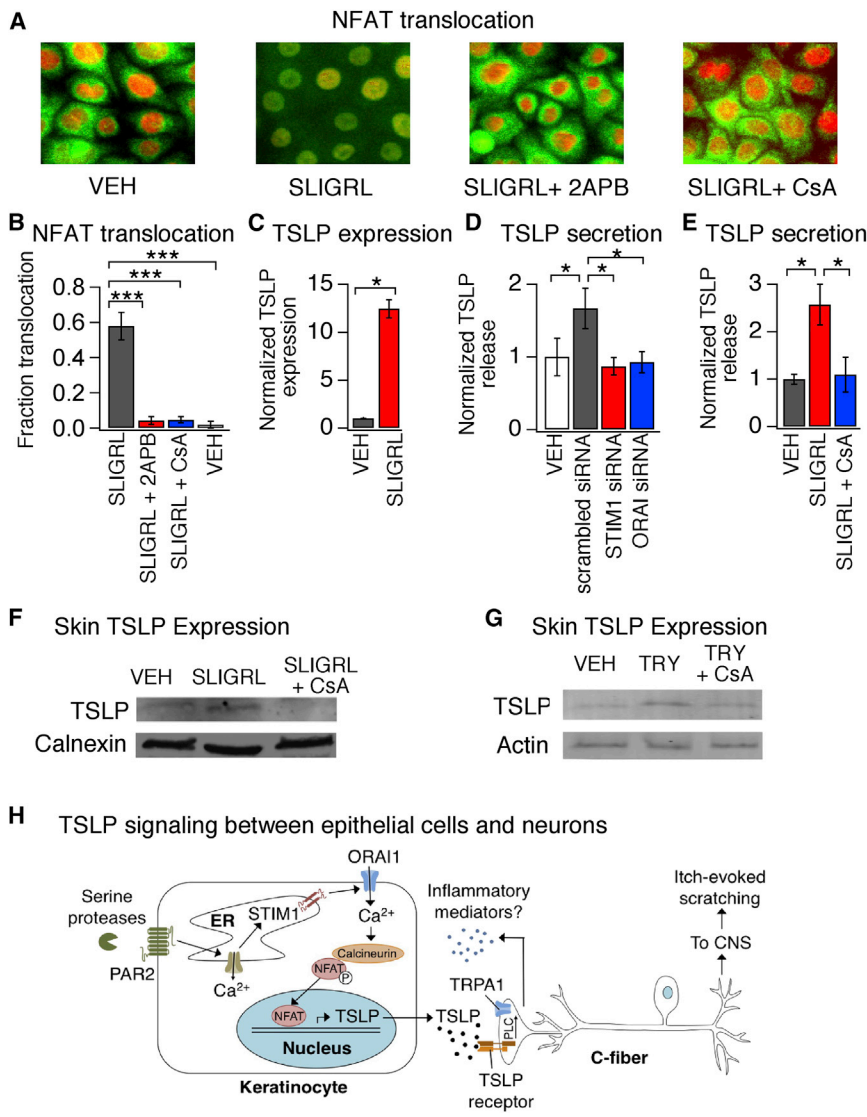 A
NFAT translocation
VEH
SLIGRL
SLIGRL+ 2APB
SLIGRL+ CsA
B
NFAT translocation
Fraction translocation
0.8
0.6
0.4
0.2
0.0
***
***
***
SLIGRL
SLIGRL + 2APB
SLIGRL + CsA
VEH
C
TSLP expression
Normalized TSLP
expression
15
10
5
0
*
VEH
SLIGRL
D
TSLP secretion
Normalized TSLP
release
2
1
0
*
*
*
VEH
scrambled siRNA
STIM1 siRNA
ORAI siRNA
E
TSLP secretion
Normalized TSLP
release
3
2
1
0
*
*
VEH
SLIGRL
SLIGRL + CsA
F
Skin TSLP Expression
VEH
SLIGRL
SLIGRL
+ CsA
TSLP
Calnexin
G
Skin TSLP Expression
VEH
TRY
TRY
+ CsA
TSLP
Actin
H
TSLP signaling between epithelial cells and neurons
Serine
proteases
PAR2
ER
STIM1
Ca²⁺
ORAI1
Ca²⁺
Calcineurin
NFAT
P
NFAT
TSLP
Nucleus
Keratinocyte
Inflammatory
mediators?
TRPA1
TSLP
PLC
TSLP
receptor
C-fiber
Itch-evoked
scratching
To CNS